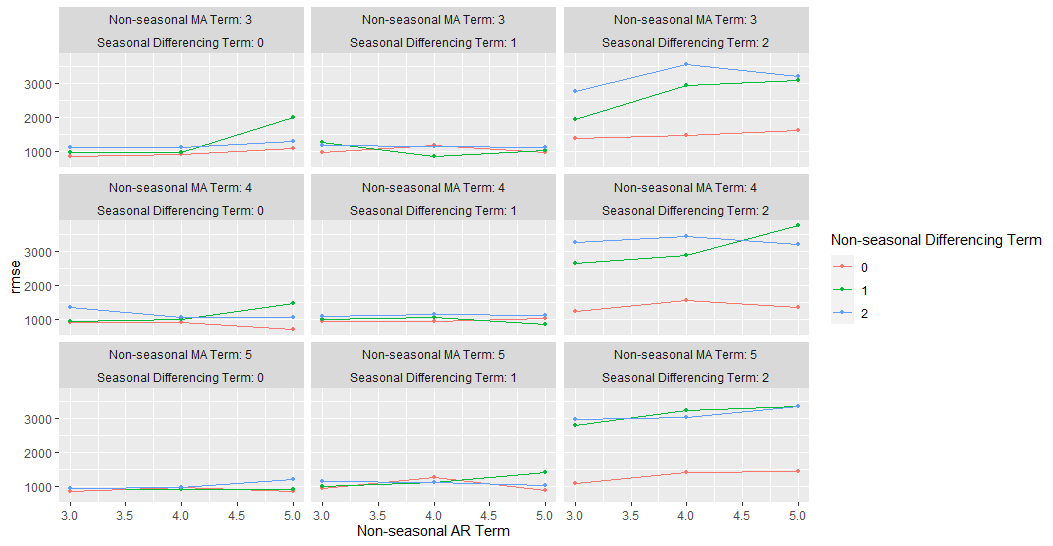 Non-seasonal MA Term: 3 Non-seasonal MA Term: 3 Non-seasonal MA Term: 3
Seasonal Differencing Term: 0 Seasonal Differencing Term: 1 Seasonal Differencing Term: 2
3000
2000
1000
Non-seasonal MA Term: 4 Non-seasonal MA Term: 4 Non-seasonal MA Term: 4
Seasonal Differencing Term: 0 Seasonal Differencing Term: 1 Seasonal Differencing Term: 2
3000
2000
1000
rmse
Non-seasonal MA Term: 5 Non-seasonal MA Term: 5 Non-seasonal MA Term: 5
Seasonal Differencing Term: 0 Seasonal Differencing Term: 1 Seasonal Differencing Term: 2
3000
2000
1000
3.0 3.5 4.0 4.5 5.0 3.0 3.5 4.0 4.5 5.0 3.0 3.5 4.0 4.5 5.0
Non-seasonal AR Term
Non-seasonal Differencing Term
0
1
2